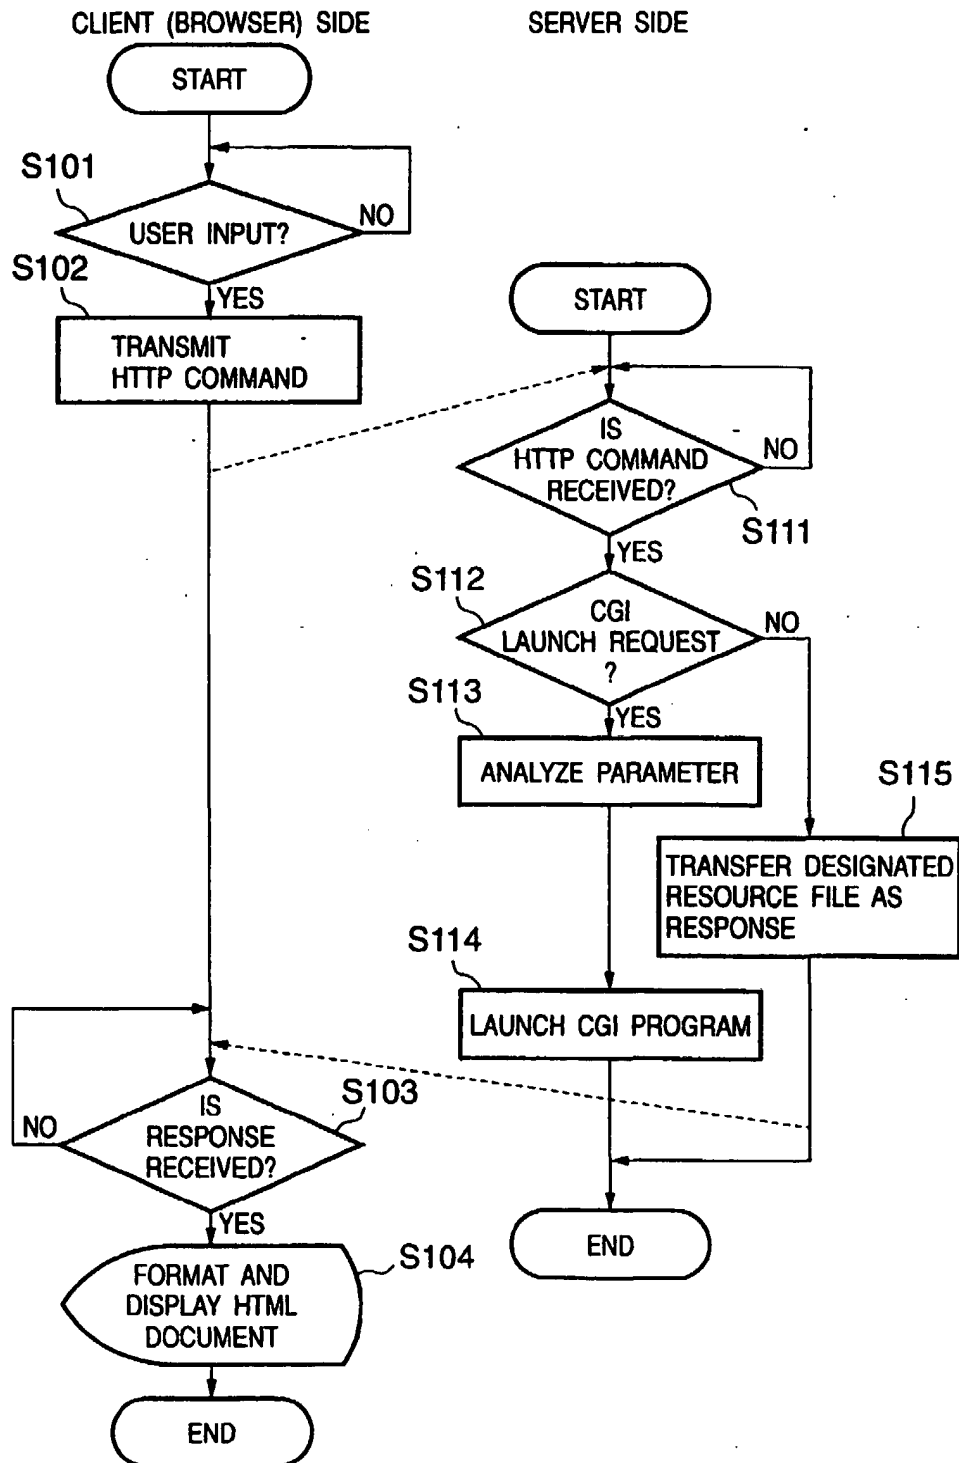 CLIENT (BROWSER) SIDE
SERVER SIDE
START
S101
USER INPUT?
NO
S102
YES
TRANSMIT
HTTP COMMAND
START
IS
HTTP COMMAND
RECEIVED?
NO
S111
YES
S112
CGI
LAUNCH REQUEST
?
NO
S113
YES
ANALYZE PARAMETER
S115
TRANSFER DESIGNATED
RESOURCE FILE AS
RESPONSE
S114
LAUNCH CGI PROGRAM
S103
IS
RESPONSE
RECEIVED?
NO
YES
END
S104
FORMAT AND
DISPLAY HTML
DOCUMENT
END